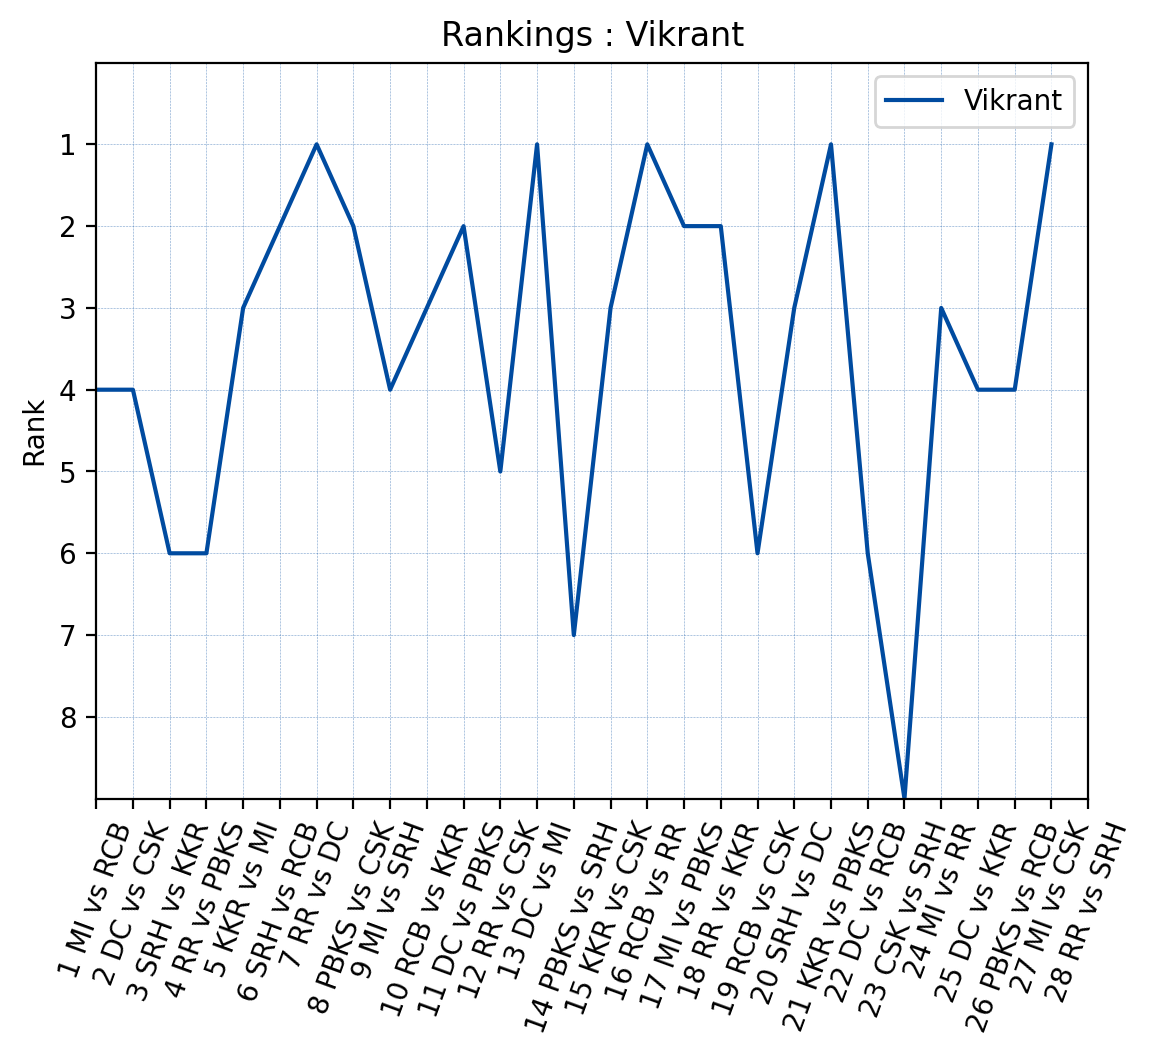 Rankings : Vikrant
Vikrant
1
2
3
4
5
6
7
8
Rank
1 MI vs RCB
2 DC vs CSK
3 SRH vs KKR
4 RR vs PBKS
5 KKR vs MI
6 SRH vs RCB
7 RR vs DC
8 PBKS vs CSK
9 MI vs SRH
10 RCB vs KKR
11 DC vs PBKS
12 RR vs CSK
13 DC vs MI
14 PBKS vs SRH
15 KKR vs CSK
16 RCB vs RR
17 MI vs PBKS
18 RR vs KKR
19 RCB vs CSK
20 SRH vs DC
21 KKR vs PBKS
22 DC vs RCB
23 CSK vs SRH
24 MI vs RR
25 DC vs KKR
26 PBKS vs RCB
27 MI vs CSK
28 RR vs SRH